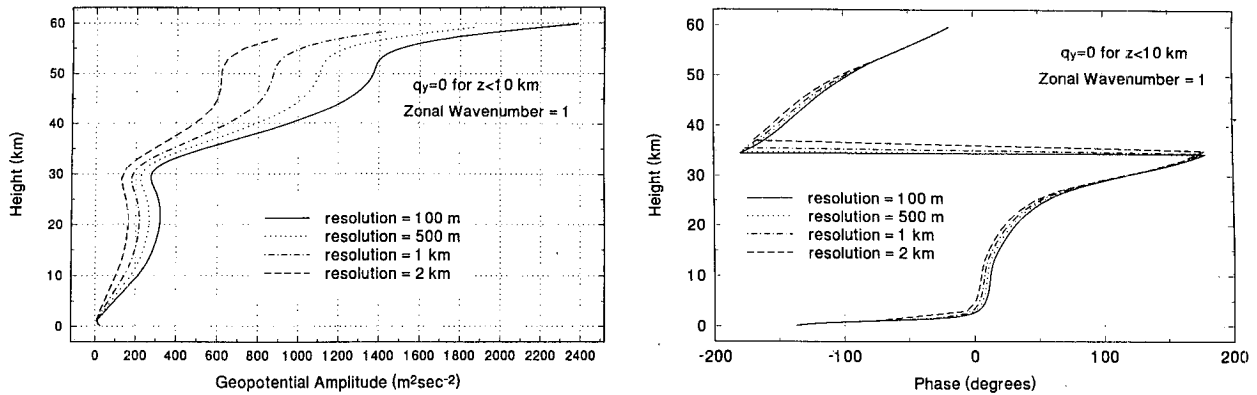 60
50
40
30
20
10
0
Height (km)
qy=0 for z<10 km
Zonal Wavenumber = 1
resolution = 100 m
resolution = 500 m
resolution = 1 km
resolution = 2 km
0 200 400 600 800 1000 1200 1400 1600 1800 2000 2200 2400
Geopotential Amplitude (m²sec⁻²)
60
50
40
30
20
10
0
Height (km)
qy=0 for z<10 km
Zonal Wavenumber = 1
resolution = 100 m
resolution = 500 m
resolution = 1 km
resolution = 2 km
-200 -100 0 100 200
Phase (degrees)